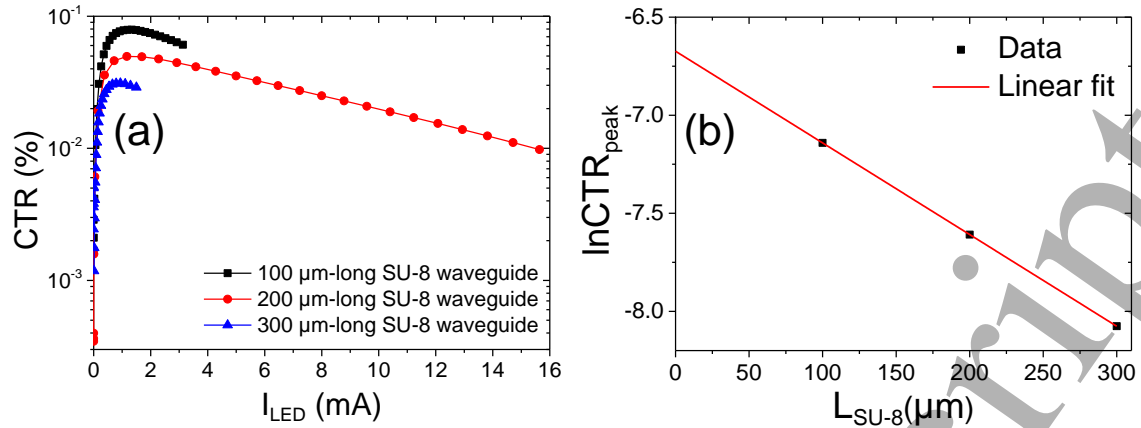 10⁻¹
10⁻²
10⁻³
CTR (%)
(a)
100 µm-long SU-8 waveguide
200 µm-long SU-8 waveguide
300 µm-long SU-8 waveguide
0 2 4 6 8 10 12 14 16
I_LED (mA)
-6.5
-7.0
-7.5
-8.0
lnCTR_peak
(b)
Data
Linear fit
0 50 100 150 200 250 300
L_SU-8(µm)